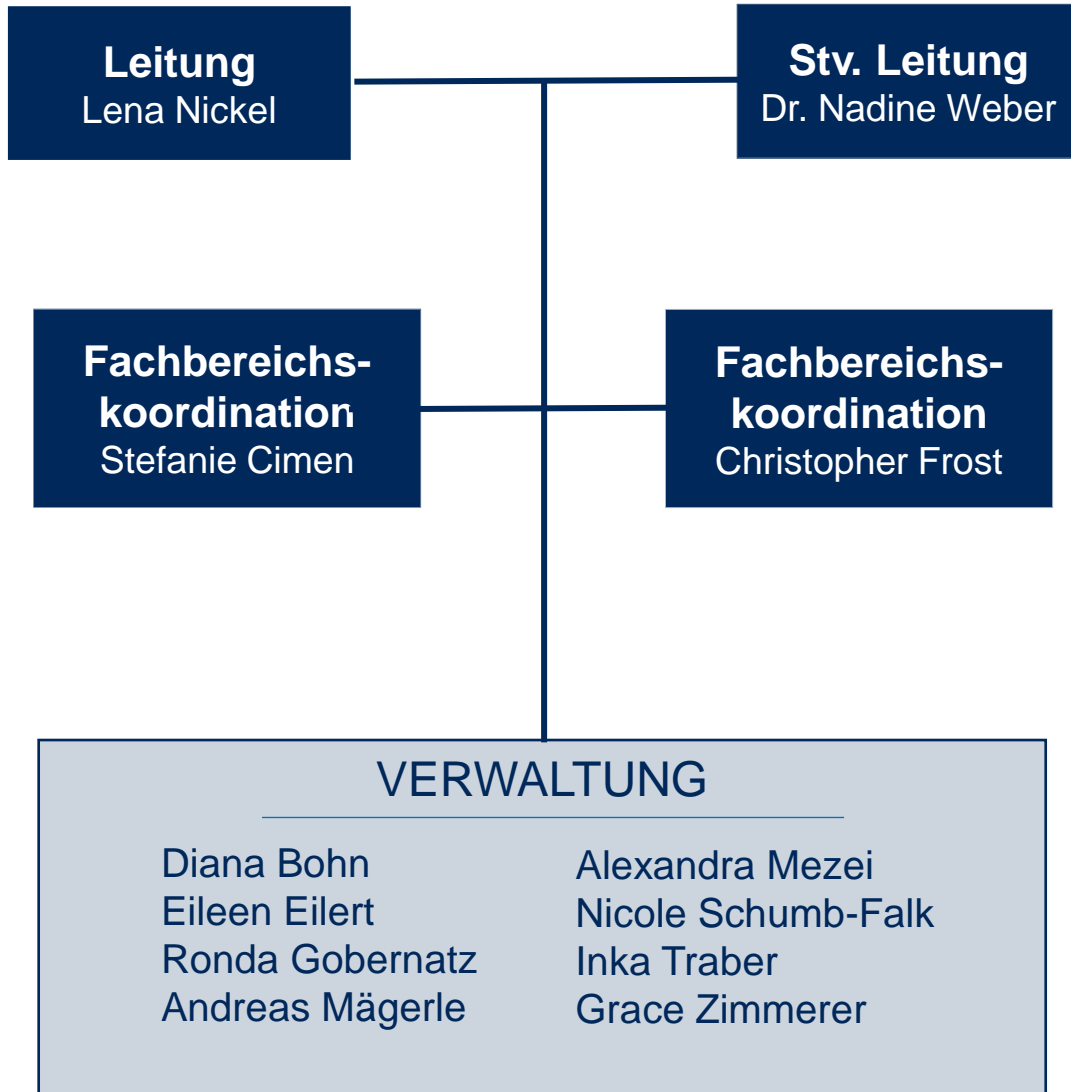 Leitung
Lena Nickel
Stv. Leitung
Dr. Nadine Weber
Fachbereichs-
koordination
Stefanie Cimen
Fachbereichs-
koordination
Christopher Frost
VERWALTUNG
Diana Bohn
Eileen Eilert
Ronda Gobernatz
Andreas Mägerle
Alexandra Mezei
Nicole Schumb-Falk
Inka Traber
Grace Zimmerer